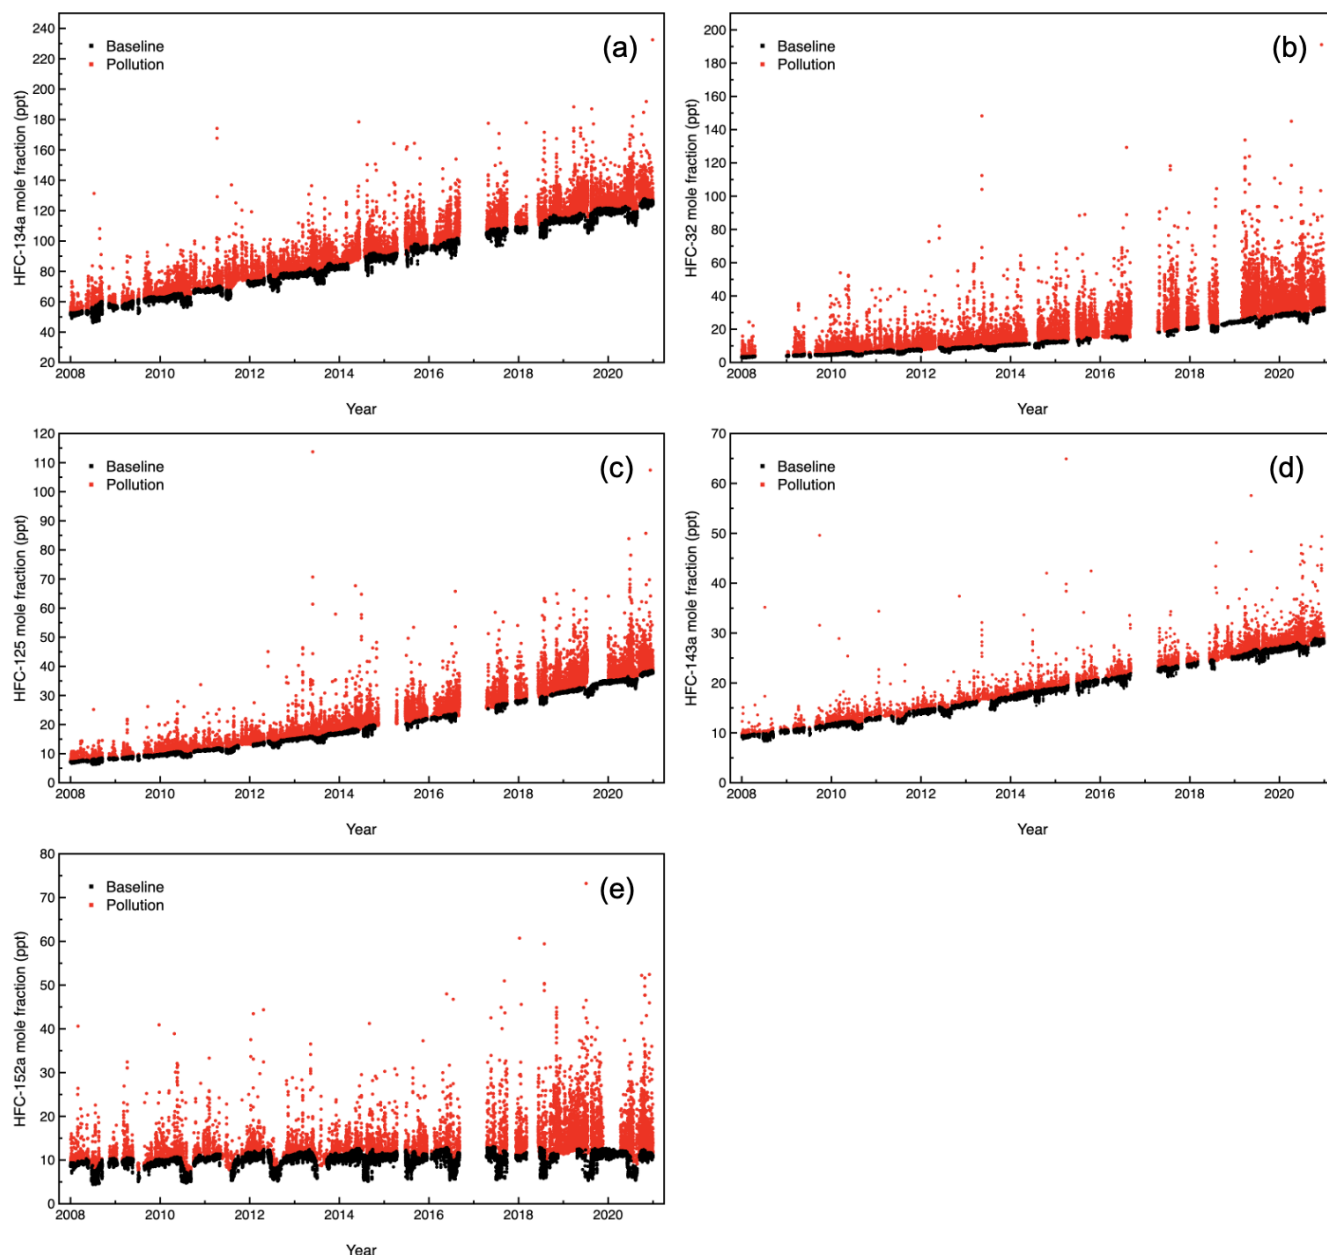 (a)
Baseline
Pollution
HFC-134a mole fraction (ppt)
240
220
200
180
160
140
120
100
80
60
40
20
2008 2010 2012 2014 2016 2018 2020
Year
(b)
Baseline
Pollution
HFC-32 mole fraction (ppt)
200
180
160
140
120
100
80
60
40
20
0
2008 2010 2012 2014 2016 2018 2020
Year
(c)
Baseline
Pollution
HFC-125 mole fraction (ppt)
120
110
100
90
80
70
60
50
40
30
20
10
0
2008 2010 2012 2014 2016 2018 2020
Year
(d)
Baseline
Pollution
HFC-143a mole fraction (ppt)
70
60
50
40
30
20
10
0
2008 2010 2012 2014 2016 2018 2020
Year
(e)
Baseline
Pollution
HFC-152a mole fraction (ppt)
80
70
60
50
40
30
20
10
0
2008 2010 2012 2014 2016 2018 2020
Year